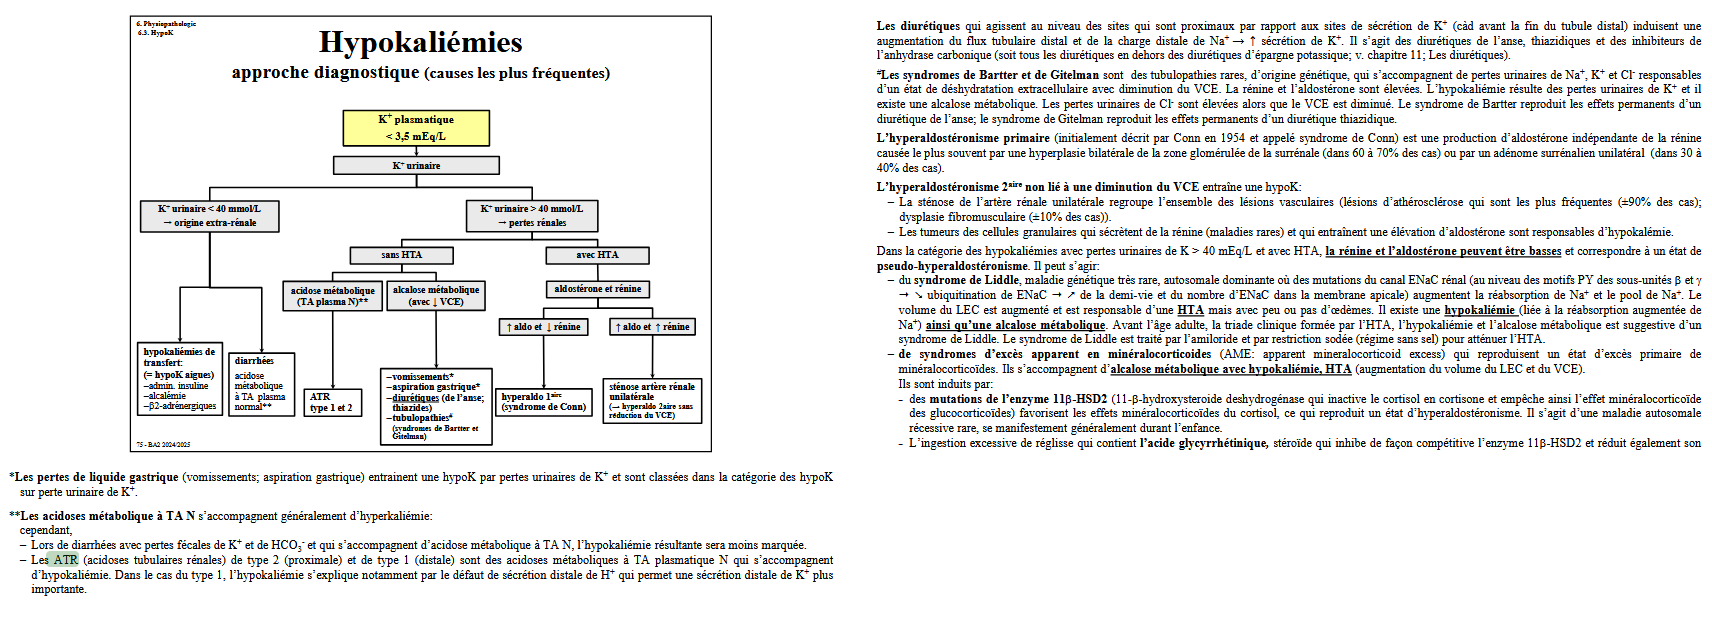 6. Physiopathologie
6.3. HypoK
Hypokaliémies
approche diagnostique (causes les plus fréquentes)
K⁺ plasmatique
< 3,5 mEq/L
K⁺ urinaire
K⁺ urinaire < 40 mmol/L
→ origine extra-rénale
K⁺ urinaire > 40 mmol/L
→ pertes rénales
sans HTA
avec HTA
acidose métabolique
(TA plasma N)**
alcalose métabolique
(avec ↓ VCE)
aldostérone et rénine
↑ aldo et ↓ rénine
↑ aldo et ↑ rénine
hypokaliémies de
transfert:
(= hypoK aigues)
–admin. insuline
–alcalémie
–β2-adrénergiques
diarrhées
acidose
métabolique
à TA plasma
normal**
ATR
type 1 et 2
–vomissements*
–aspiration gastrique*
–diurétiques (de l’anse;
thiazides)
–tubulopathies#
(syndromes de Bartter et
Gitelman)
hyperaldo 1aire
(syndrome de Conn)
sténose artère rénale
unilatérale
(→ hyperaldo 2aire sans
réduction du VCE)
75 - BA2 2024/2025
*Les pertes de liquide gastrique (vomissements; aspiration gastrique) entrainent une hypoK par pertes urinaires de K⁺ et sont classées dans la catégorie des hypoK
sur perte urinaire de K⁺.
**Les acidoses métabolique à TA N s’accompagnent généralement d’hyperkaliémie:
cependant,
– Lors de diarrhées avec pertes fécales de K⁺ et de HCO₃⁻ et qui s’accompagnent d’acidose métabolique à TA N, l’hypokaliémie résultante sera moins marquée.
– Les ATR (acidoses tubulaires rénales) de type 2 (proximale) et de type 1 (distale) sont des acidoses métaboliques à TA plasmatique N qui s’accompagnent
d’hypokaliémie. Dans le cas du type 1, l’hypokaliémie s’explique notamment par le défaut de sécrétion distale de H⁺ qui permet une sécrétion distale de K⁺ plus
importante.
Les diurétiques qui agissent au niveau des sites qui sont proximaux par rapport aux sites de sécrétion de K⁺ (càd avant la fin du tubule distal) induisent une
augmentation du flux tubulaire distal et de la charge distale de Na⁺ → ↑ sécrétion de K⁺. Il s’agit des diurétiques de l’anse, thiazidiques et des inhibiteurs de
l’anhydrase carbonique (soit tous les diurétiques en dehors des diurétiques d’épargne potassique; v. chapitre 11; Les diurétiques).
#Les syndromes de Bartter et de Gitelman sont des tubulopathies rares, d’origine génétique, qui s’accompagnent de pertes urinaires de Na⁺, K⁺ et Cl⁻ responsables
d’un état de déshydratation extracellulaire avec diminution du VCE. La rénine et l’aldostérone sont élevées. L’hypokaliémie résulte des pertes urinaires de K⁺ et il
existe une alcalose métabolique. Les pertes urinaires de Cl⁻ sont élevées alors que le VCE est diminué. Le syndrome de Bartter reproduit les effets permanents d’un
diurétique de l’anse; le syndrome de Gitelman reproduit les effets permanents d’un diurétique thiazidique.
L’hyperaldostéronisme primaire (initialement décrit par Conn en 1954 et appelé syndrome de Conn) est une production d’aldostérone indépendante de la rénine
causée le plus souvent par une hyperplasie bilatérale de la zone glomérulée de la surrénale (dans 60 à 70% des cas) ou par un adénome surrénalien unilatéral (dans 30 à
40% des cas).
L’hyperaldostéronisme 2aire non lié à une diminution du VCE entraîne une hypoK:
– La sténose de l’artère rénale unilatérale regroupe l’ensemble des lésions vasculaires (lésions d’athérosclérose qui sont les plus fréquentes (±90% des cas);
dysplasie fibromusculaire (±10% des cas)).
– Les tumeurs des cellules granulaires qui sécrètent de la rénine (maladies rares) et qui entraînent une élévation d’aldostérone sont responsables d’hypokaliémie.
Dans la catégorie des hypokaliémies avec pertes urinaires de K > 40 mEq/L et avec HTA, la rénine et l’aldostérone peuvent être basses et correspondre à un état de
pseudo-hyperaldostéronisme. Il peut s’agir:
– du syndrome de Liddle, maladie génétique très rare, autosomale dominante où des mutations du canal ENaC rénal (au niveau des motifs PY des sous-unités β et γ
→ ↘ ubiquitination de ENaC → ↗ de la demi-vie et du nombre d’ENaC dans la membrane apicale) augmentent la réabsorption de Na⁺ et le pool de Na⁺. Le
volume du LEC est augmenté et est responsable d’une HTA mais avec peu ou pas d’œdèmes. Il existe une hypokaliémie (liée à la réabsorption augmentée de
Na⁺) ainsi qu’une alcalose métabolique. Avant l’âge adulte, la triade clinique formée par l’HTA, l’hypokaliémie et l’alcalose métabolique est suggestive d’un
syndrome de Liddle. Le syndrome de Liddle est traité par l’amiloride et par restriction sodée (régime sans sel) pour atténuer l’HTA.
– de syndromes d’excès apparent en minéralocorticoides (AME: apparent mineralocorticoid excess) qui reproduisent un état d’excès primaire de
minéralocorticoides. Ils s’accompagnent d’alcalose métabolique avec hypokaliémie, HTA (augmentation du volume du LEC et du VCE).
Ils sont induits par:
- des mutations de l’enzyme 11β-HSD2 (11-β-hydroxysteroide deshydrogénase qui inactive le cortisol en cortisone et empêche ainsi l’effet minéralocorticoïde
des glucocorticoïdes) favorisent les effets minéralocorticoïdes du cortisol, ce qui reproduit un état d’hyperaldostéronisme. Il s’agit d’une maladie autosomale
récessive rare, se manifestement généralement durant l’enfance.
- L’ingestion excessive de réglisse qui contient l’acide glycyrrhétinique, stéroïde qui inhibe de façon compétitive l’enzyme 11β-HSD2 et réduit également son